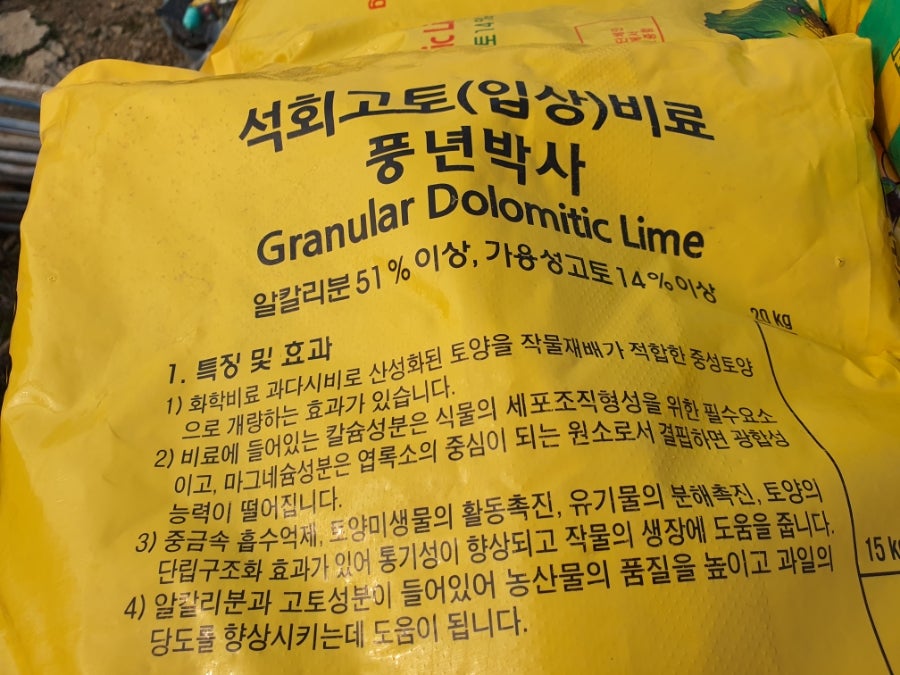 석회고토(입상)비료
풍년박사
Granular Dolomitic Lime
알칼리분 51%이상, 가용성고토 14%이상
20 kg
1. 특징 및 효과
1) 화학비료 과다시비로 산성화된 토양을 작물재배가 적합한 중성토양
으로 개량하는 효과가 있습니다.
2) 비료에 들어있는 칼슘성분은 식물의 세포조직형성을 위한 필수요소
이고, 마그네슘성분은 엽록소의 중심이 되는 원소로서 결핍하면 광합성
능력이 떨어집니다.
3) 중금속 흡수억제, 토양미생물의 활동촉진, 유기물의 분해촉진, 토양의
단립구조화 효과가 있어 통기성이 향상되고 작물의 생장에 도움을 줍니다.
15 kg
4) 알칼리분과 고토성분이 들어있어 농산물의 품질을 높이고 과일의
당도를 향상시키는데 도움이 됩니다.